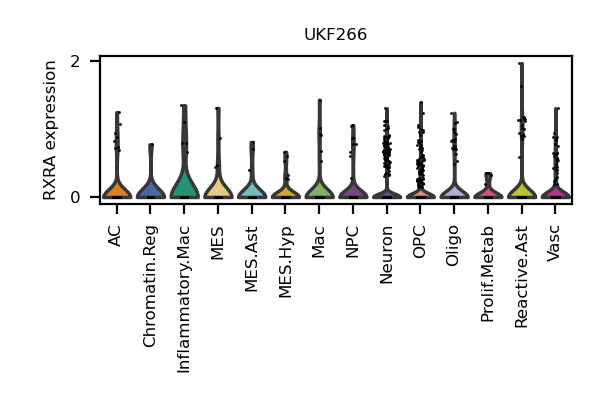 UKF266
RXRA expression
2
0
AC
Chromatin.Reg
Inflammatory.Mac
MES
MES.Ast
MES.Hyp
Mac
NPC
Neuron
OPC
Oligo
Prolif.Metab
Reactive.Ast
Vasc